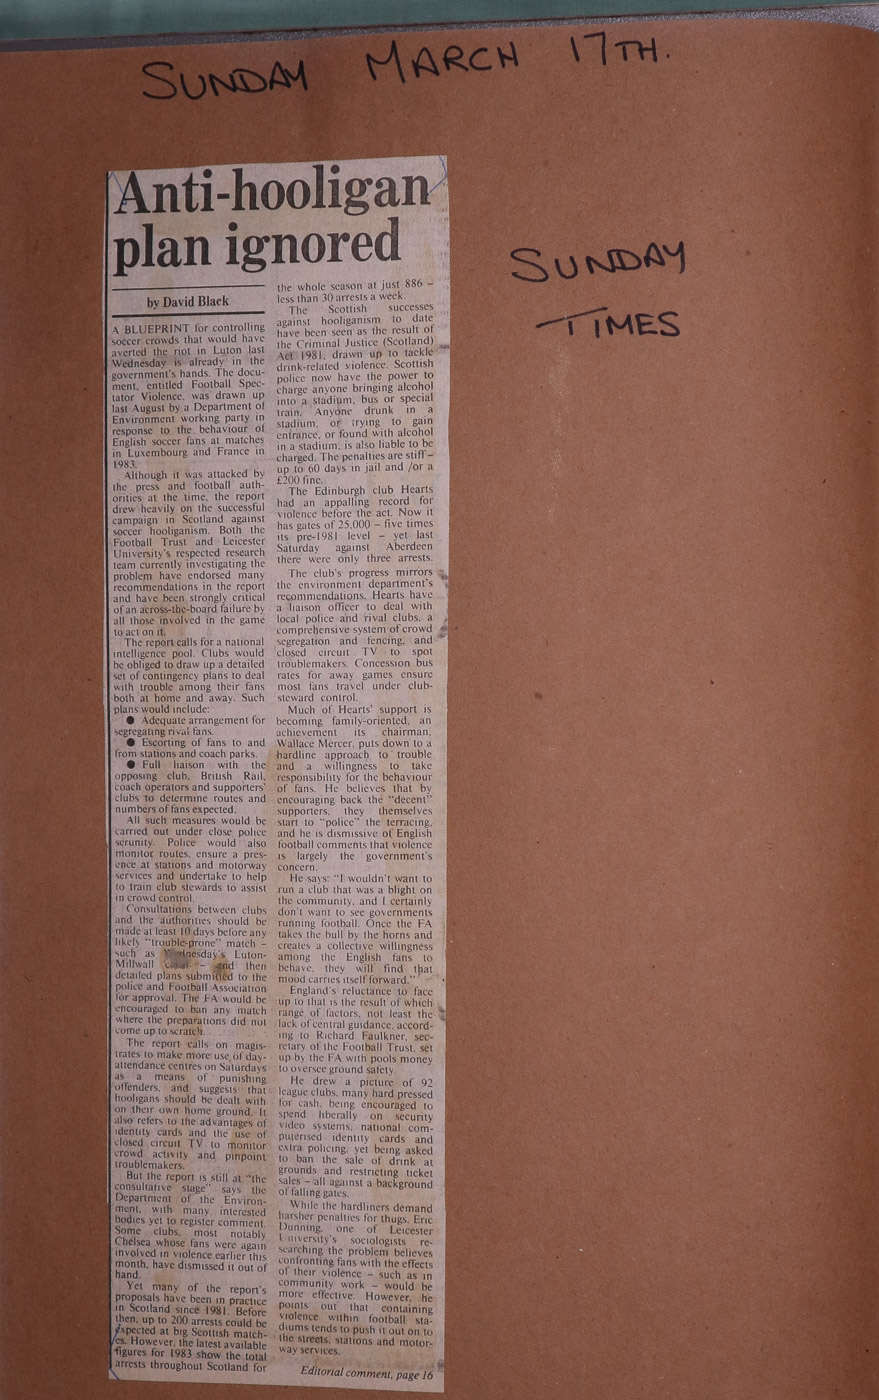 SUNDAY MARCH 17TH.
SUNDAY
TIMES
Anti-hooligan
plan ignored
by David Black
A BLUEPRINT for controlling
soccer crowds that would have
averted the riot in Luton last
Wednesday is already in the
government's hands. The docu-
ment, entitled Football Spec-
tator Violence, was drawn up
last August by a Department of
Environment working party in
response to the behaviour of
English soccer fans at matches
in Luxembourg and France in
1983.
Although it was attacked by
the press and football auth-
orities at the time, the report
drew heavily on the successful
campaign in Scotland against
soccer hooliganism. Both the
Football Trust and Leicester
University's respected research
team currently investigating the
problem have endorsed many
recommendations in the report
and have been strongly critical
of an across-the-board failure by
all those involved in the game
to act on it.
The report calls for a national
intelligence pool. Clubs would
be obliged to draw up a detailed
set of contingency plans to deal
with trouble among their fans
both at home and away. Such
plans would include:
● Adequate arrangement for
segregating rival fans.
● Escorting of fans to and
from stations and coach parks.
● Full liaison with the
opposing club, British Rail,
coach operators and supporters'
clubs to determine routes and
numbers of fans expected.
All such measures would be
carried out under close police
scrunity. Police would also
monitor routes, ensure a pres-
ence at stations and motorway
services and undertake to help
to train club stewards to assist
in crowd control.
Consultations between clubs
and the authorities should be
made at least 10 days before any
likely "trouble-prone" match –
such as Wednesday's Luton-
Millwall – and then
detailed plans submitted to the
police and Football Association
for approval. The FA would be
encouraged to ban any match
where the preparations did not
come up to scratch.
The report calls on magis-
trates to make more use of day-
attendance centres on Saturdays
as a means of punishing
offenders, and suggests that
hooligans should be dealt with
on their own home ground. It
also refers to the advantages of
identity cards and the use of
closed circuit TV to monitor
crowd activity and pinpoint
troublemakers.
But the report is still at "the
consultative stage" says the
Department of the Environ-
ment, with many interested
bodies yet to register comment.
Some clubs, most notably
Chelsea whose fans were again
involved in violence earlier this
month, have dismissed it out of
hand.
Yet many of the report's
proposals have been in practice
in Scotland since 1981. Before
then, up to 200 arrests could be
expected at big Scottish match-
es. However, the latest available
figures for 1983 show the total
arrests throughout Scotland for
the whole season at just 886 –
less than 30 arrests a week.
The Scottish successes
against hooliganism to date
have been seen as the result of
the Criminal Justice (Scotland)
Act 1981, drawn up to tackle
drink-related violence. Scottish
police now have the power to
charge anyone bringing alcohol
into a stadium, bus or special
train. Anyone drunk in a
stadium, or trying to gain
entrance, or found with alcohol
in a stadium, is also liable to be
charged. The penalties are stiff –
up to 60 days in jail and /or a
£200 fine.
The Edinburgh club Hearts
had an appalling record for
violence before the act. Now it
has gates of 25,000 – five times
its pre-1981 level – yet last
Saturday against Aberdeen
there were only three arrests.
The club's progress mirrors
the environment department's
recommendations. Hearts have
a liaison officer to deal with
local police and rival clubs, a
comprehensive system of crowd
segregation and fencing, and
closed circuit TV to spot
troublemakers. Concession bus
rates for away games ensure
most fans travel under club-
steward control.
Much of Hearts' support is
becoming family-oriented, an
achievement its chairman,
Wallace Mercer, puts down to a
hardline approach to trouble
and a willingness to take
responsibility for the behaviour
of fans. He believes that by
encouraging back the "decent"
supporters, they themselves
start to "police" the terracing,
and he is dismissive of English
football comments that violence
is largely the government's
concern.
He says: "I wouldn't want to
run a club that was a blight on
the community, and I certainly
don't want to see governments
running football. Once the FA
takes the bull by the horns and
creates a collective willingness
among the English fans to
behave, they will find that
mood carries itself forward."
England's reluctance to face
up to that is the result of which
range of factors, not least the
lack of central guidance, accord-
ing to Richard Faulkner, sec-
retary of the Football Trust, set
up by the FA with pools money
to oversee ground safety.
He drew a picture of 92
league clubs, many hard pressed
for cash, being encouraged to
spend liberally on security
video systems, national com-
puterised identity cards and
extra policing, yet being asked
to ban the sale of drink at
grounds and restricting ticket
sales – all against a background
of falling gates.
While the hardliners demand
harsher penalties for thugs, Eric
Dunning, one of Leicester
University's sociologists re-
searching the problem believes
confronting fans with the effects
of their violence – such as in
community work – would be
more effective. However, he
points out that containing
violence within football sta-
diums tends to push it out on to
the streets, stations and motor-
way services.
Editorial comment, page 16